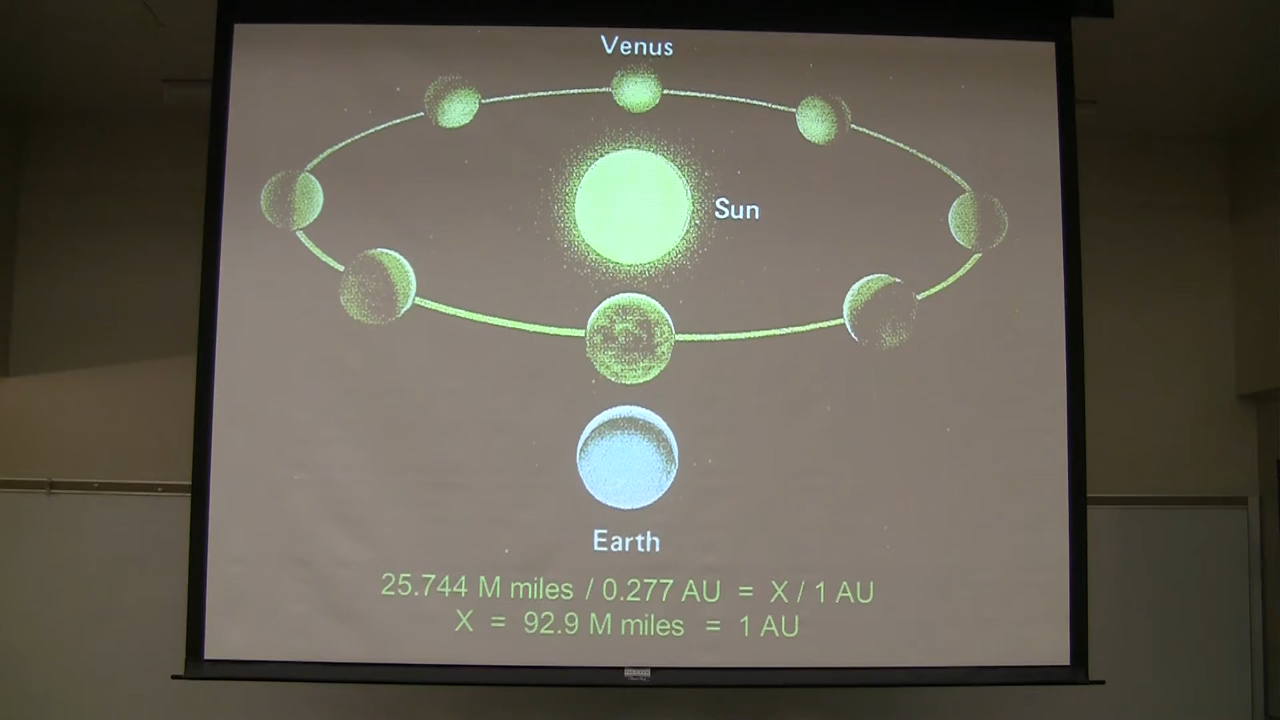 Venus
Sun
Earth
25.744 M miles / 0.277 AU = X / 1 AU
X = 92.9 M miles = 1 AU